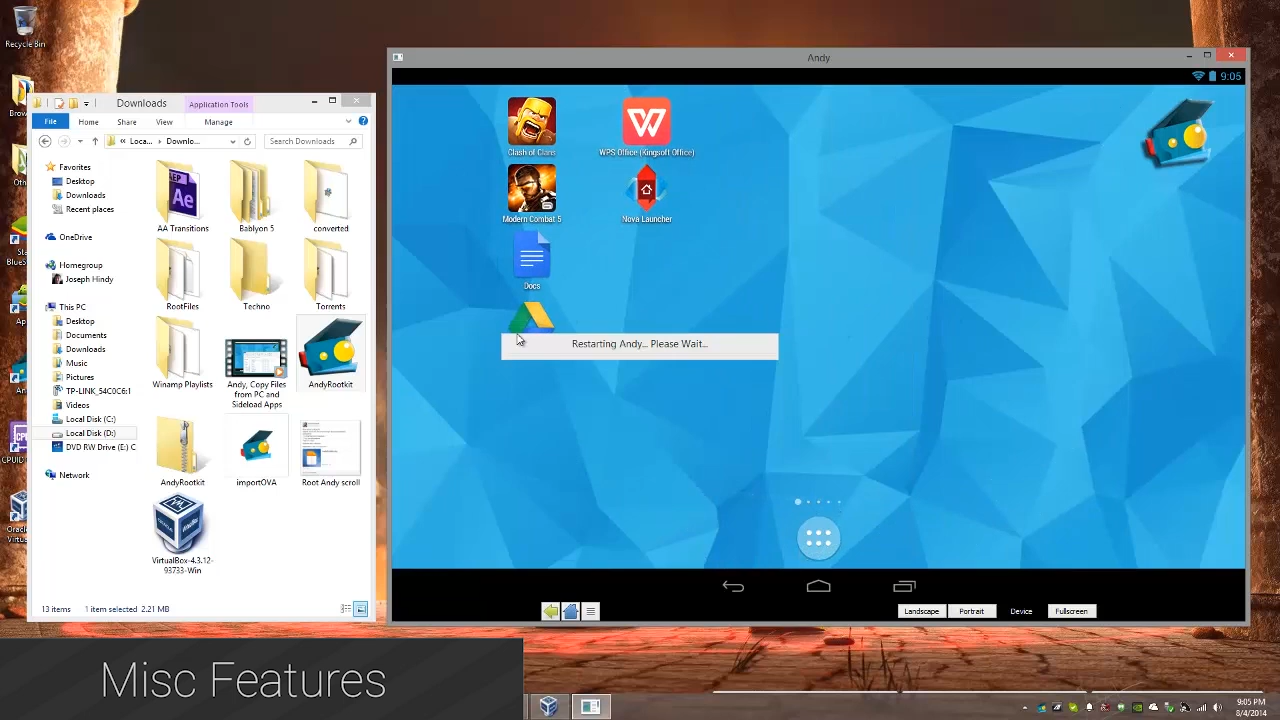 Recycle Bin
Andy
9:05
Downloads
Application Tools
File
Home
Share
View
Manage
Loca...
Downlo...
Search Downloads
Favorites
Desktop
Downloads
Recent places
OneDrive
Homegroup
Joseph Hindy
This PC
Desktop
Documents
Downloads
Music
Pictures
TP-LINK_54C0C6:1
Videos
Local Disk (C:)
Local Disk (D:)
DVD RW Drive (E:) C
Network
AEP
Ae
AA Transitions
Bablyon 5
converted
RootFiles
Techno
Torrents
Winamp Playlists
Andy, Copy Files
from PC and
Sideload Apps
AndyRootkit
AndyRootkit
importOVA
Root Andy scroll
VirtualBox-4.3.12-
93733-Win
13 items
1 item selected 2.21 MB
Clash of Clans
WPS Office (Kingsoft Office)
Modern Combat 5
Nova Launcher
Docs
Restarting Andy... Please Wait...
Landscape
Portrait
Device
Fullscreen
Misc Features
9:05 PM
8/4/2014